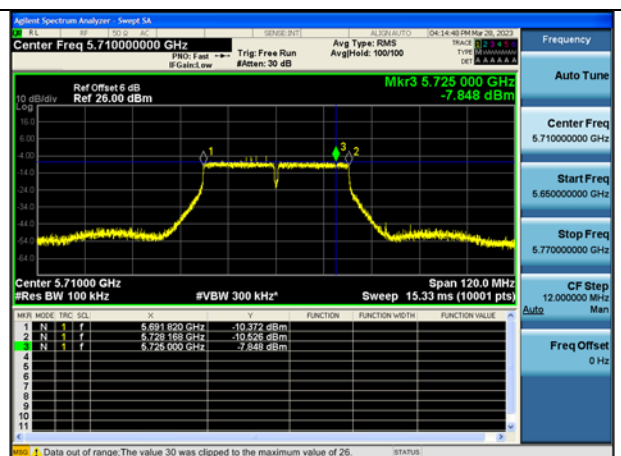 Agilent Spectrum Analyzer - Swept SA
RL RF 50 Ω AC SENSE:INT ALIGN AUTO 04:14:48 PM Mar 28, 2023
Center Freq 5.710000000 GHz
PNO: Fast
IFGain:Low
Trig: Free Run
#Atten: 30 dB
Avg Type: RMS
Avg|Hold: 100/100
TRACE 1 2 3 4 5 6
TYPE M
DET A A A A A A
Ref Offset 6 dB
Ref 26.00 dBm
10 dB/div
Log
Mkr3 5.725 000 GHz
-7.848 dBm
16.0
6.00
-4.00
-14.0
-24.0
-34.0
-44.0
-54.0
-64.0
1
3
2
Center 5.71000 GHz
Span 120.0 MHz
#Res BW 100 kHz
#VBW 300 kHz*
Sweep 15.33 ms (10001 pts)
MKR MODE TRC SCL X Y FUNCTION FUNCTION WIDTH FUNCTION VALUE
1 N 1 f 5.691 820 GHz -10.372 dBm
2 N 1 f 5.728 168 GHz -10.526 dBm
3 N 1 f 5.725 000 GHz -7.848 dBm
4
5
6
7
8
9
10
11
MSG Data out of range;The value 30 was clipped to the maximum value of 26. STATUS
Frequency
Auto Tune
Center Freq
5.710000000 GHz
Start Freq
5.650000000 GHz
Stop Freq
5.770000000 GHz
CF Step
12.000000 MHz
Auto Man
Freq Offset
0 Hz